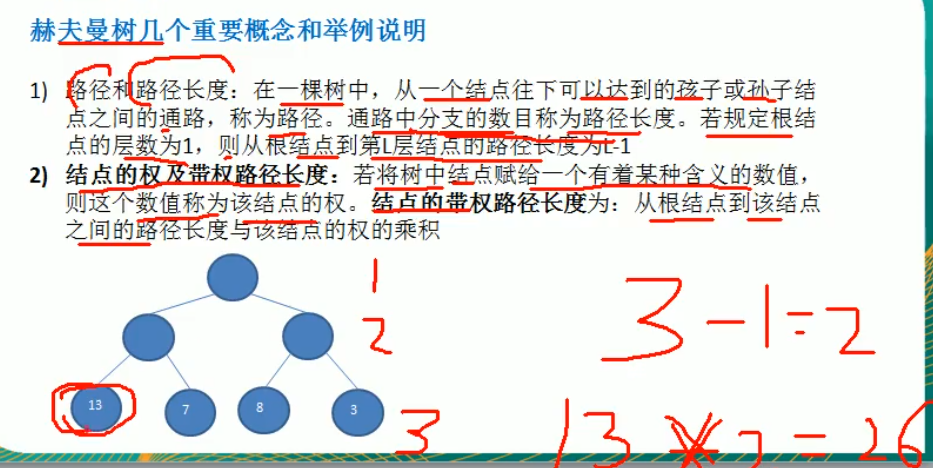 赫夫曼树几个重要概念和举例说明
1) 路径和路径长度：在一棵树中，从一个结点往下可以达到的孩子或孙子结
点之间的通路，称为路径。通路中分支的数目称为路径长度。若规定根结
点的层数为1，则从根结点到第L层结点的路径长度为L-1
2) 结点的权及带权路径长度：若将树中结点赋给一个有着某种含义的数值，
则这个数值称为该结点的权。结点的带权路径长度为：从根结点到该结点
之间的路径长度与该结点的权的乘积
1
2
3-1=2
13 7 8 3
3
13*2=26